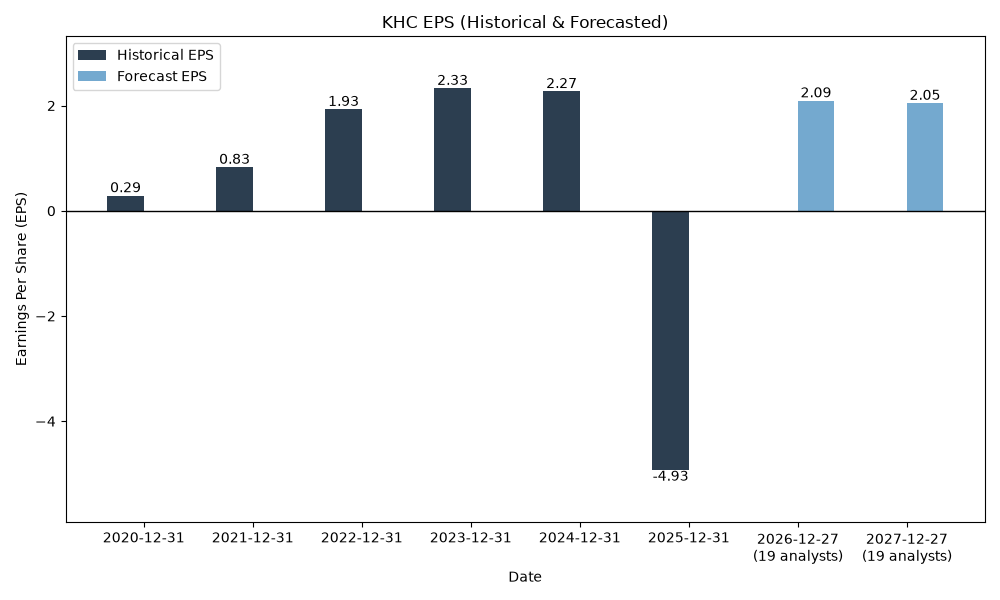 KHC EPS (Historical & Forecasted)
Historical EPS
Forecast EPS
2.33
2.27
2.09
2.05
1.93
0.83
0.29
-4.93
2
0
−2
−4
Earnings Per Share (EPS)
2020-12-31
2021-12-31
2022-12-31
2023-12-31
2024-12-31
2025-12-31
2026-12-27
(19 analysts)
2027-12-27
(19 analysts)
Date